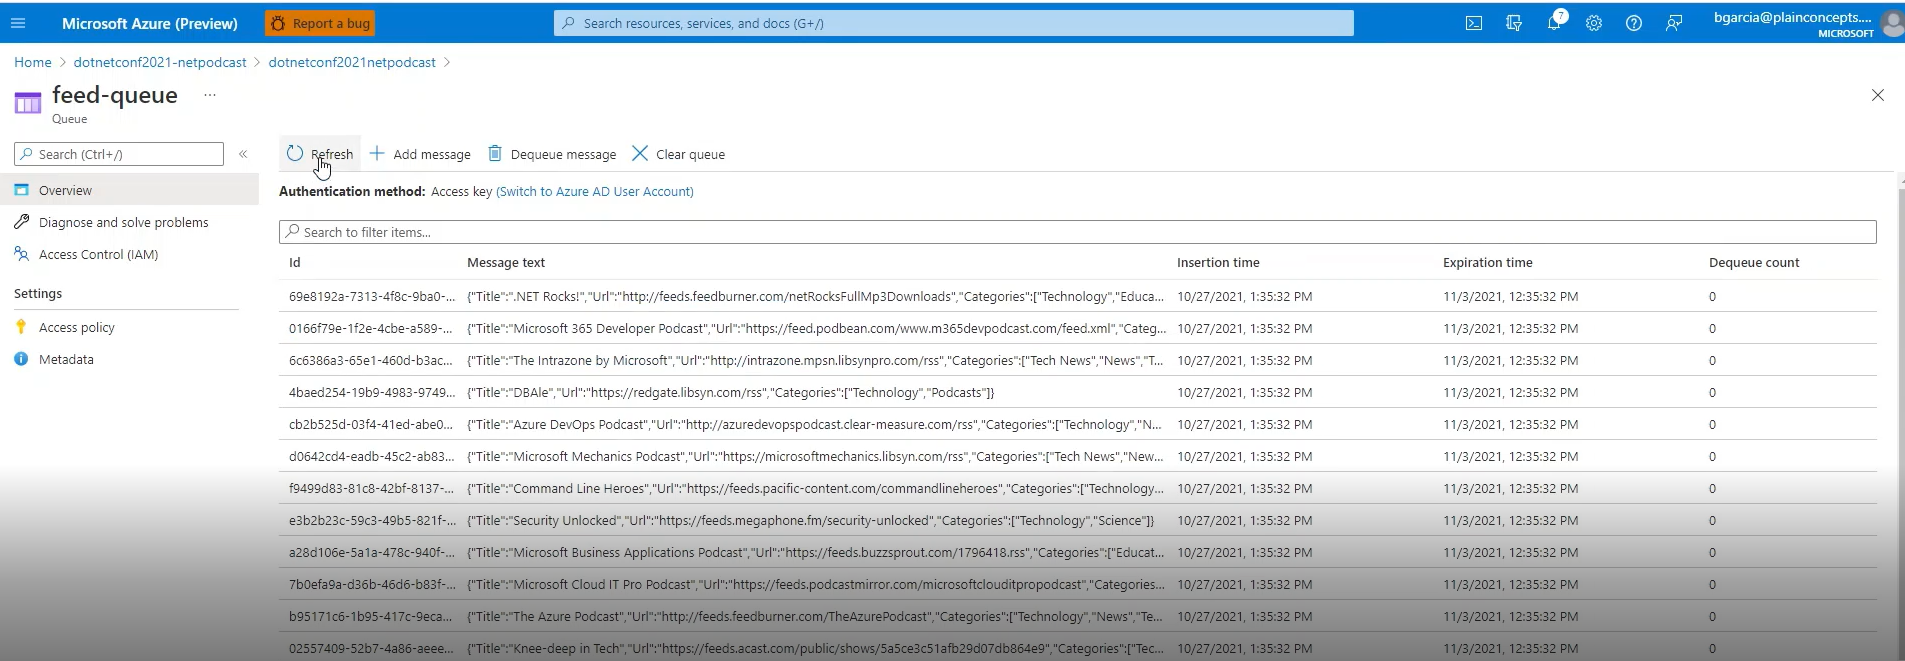 Microsoft Azure (Preview)
Report a bug
Search resources, services, and docs (G+/)
7
bgarcia@plainconcepts....
MICROSOFT
Home > dotnetconf2021-netpodcast > dotnetconf2021netpodcast >
feed-queue ...
Queue
Search (Ctrl+/)
«
Overview
Diagnose and solve problems
Access Control (IAM)
Settings
Access policy
Metadata
Refresh
Add message
Dequeue message
Clear queue
Authentication method: Access key (Switch to Azure AD User Account)
Search to filter items...
Id Message text Insertion time Expiration time Dequeue count
69e8192a-7313-4f8c-9ba0-... {"Title":".NET Rocks!","Url":"http://feeds.feedburner.com/netRocksFullMp3Downloads","Categories":["Technology","Educa... 10/27/2021, 1:35:32 PM 11/3/2021, 12:35:32 PM 0
0166f79e-1f2e-4cbe-a589-... {"Title":"Microsoft 365 Developer Podcast","Url":"https://feed.podbean.com/www.m365devpodcast.com/feed.xml","Categ... 10/27/2021, 1:35:32 PM 11/3/2021, 12:35:32 PM 0
6c6386a3-65e1-460d-b3ac... {"Title":"The Intrazone by Microsoft","Url":"http://intrazone.mpsn.libsynpro.com/rss","Categories":["Tech News","News","T... 10/27/2021, 1:35:32 PM 11/3/2021, 12:35:32 PM 0
4baed254-19b9-4983-9749... {"Title":"DBAle","Url":"https://redgate.libsyn.com/rss","Categories":["Technology","Podcasts"]} 10/27/2021, 1:35:32 PM 11/3/2021, 12:35:32 PM 0
cb2b525d-03f4-41ed-abe0... {"Title":"Azure DevOps Podcast","Url":"http://azuredevopspodcast.clear-measure.com/rss","Categories":["Technology","N... 10/27/2021, 1:35:32 PM 11/3/2021, 12:35:32 PM 0
d0642cd4-eadb-45c2-ab83... {"Title":"Microsoft Mechanics Podcast","Url":"https://microsoftmechanics.libsyn.com/rss","Categories":["Tech News","New... 10/27/2021, 1:35:32 PM 11/3/2021, 12:35:32 PM 0
f9499d83-81c8-42bf-8137-... {"Title":"Command Line Heroes","Url":"https://feeds.pacific-content.com/commandlineheroes","Categories":["Technology... 10/27/2021, 1:35:32 PM 11/3/2021, 12:35:32 PM 0
e3b2b23c-59c3-49b5-821f-... {"Title":"Security Unlocked","Url":"https://feeds.megaphone.fm/security-unlocked","Categories":["Technology","Science"]} 10/27/2021, 1:35:32 PM 11/3/2021, 12:35:32 PM 0
a28d106e-5a1a-478c-940f-... {"Title":"Microsoft Business Applications Podcast","Url":"https://feeds.buzzsprout.com/1796418.rss","Categories":["Educat... 10/27/2021, 1:35:32 PM 11/3/2021, 12:35:32 PM 0
7b0efa9a-d36b-46d6-b83f-... {"Title":"Microsoft Cloud IT Pro Podcast","Url":"https://feeds.podcastmirror.com/microsoftclouditpropodcast","Categories... 10/27/2021, 1:35:32 PM 11/3/2021, 12:35:32 PM 0
b95171c6-1b95-417c-9eca... {"Title":"The Azure Podcast","Url":"http://feeds.feedburner.com/TheAzurePodcast","Categories":["Technology","News","Te... 10/27/2021, 1:35:32 PM 11/3/2021, 12:35:32 PM 0
02557409-52b7-4a86-aeee... {"Title":"Knee-deep in Tech","Url":"https://feeds.acast.com/public/shows/5a5ce3c51afb29d07db864e9","Categories":["Tec... 10/27/2021, 1:35:32 PM 11/3/2021, 12:35:32 PM 0